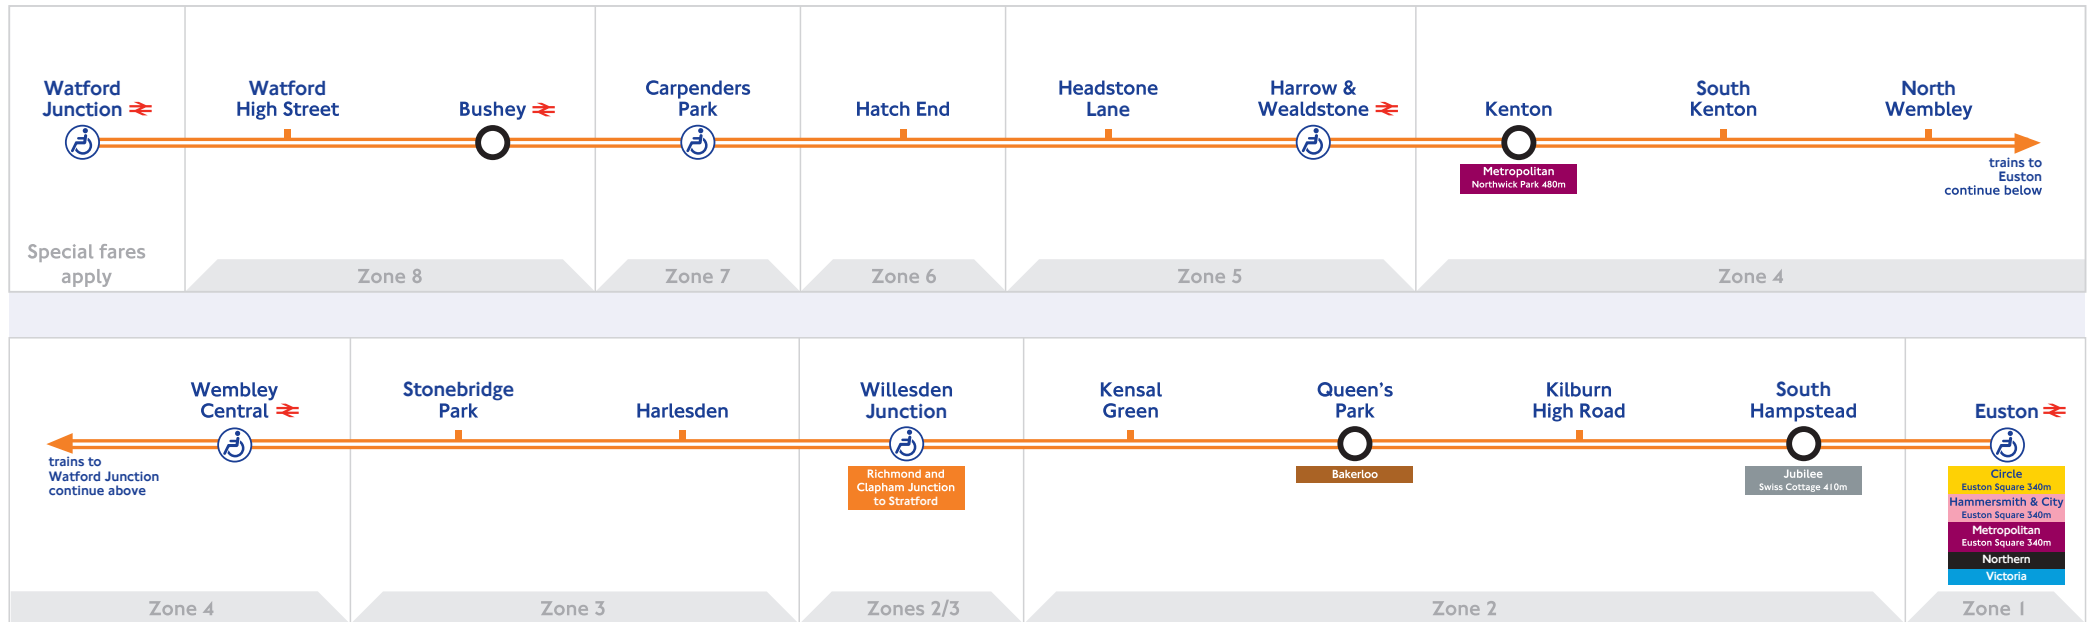 Watford
Junction
Watford
High Street
Bushey
Carpenders
Park
Hatch End
Headstone
Lane
Harrow &
Wealdstone
Kenton
South
Kenton
North
Wembley
Metropolitan
Northwick Park 480m
trains to
Euston
continue below
Special fares
apply
Zone 8
Zone 7
Zone 6
Zone 5
Zone 4
Wembley
Central
Stonebridge
Park
Harlesden
Willesden
Junction
Kensal
Green
Queen's
Park
Kilburn
High Road
South
Hampstead
Euston
trains to
Watford Junction
continue above
Richmond and
Clapham Junction
to Stratford
Bakerloo
Jubilee
Swiss Cottage 410m
Circle
Euston Square 340m
Hammersmith & City
Euston Square 340m
Metropolitan
Euston Square 340m
Northern
Victoria
Zone 4
Zone 3
Zones 2/3
Zone 2
Zone 1